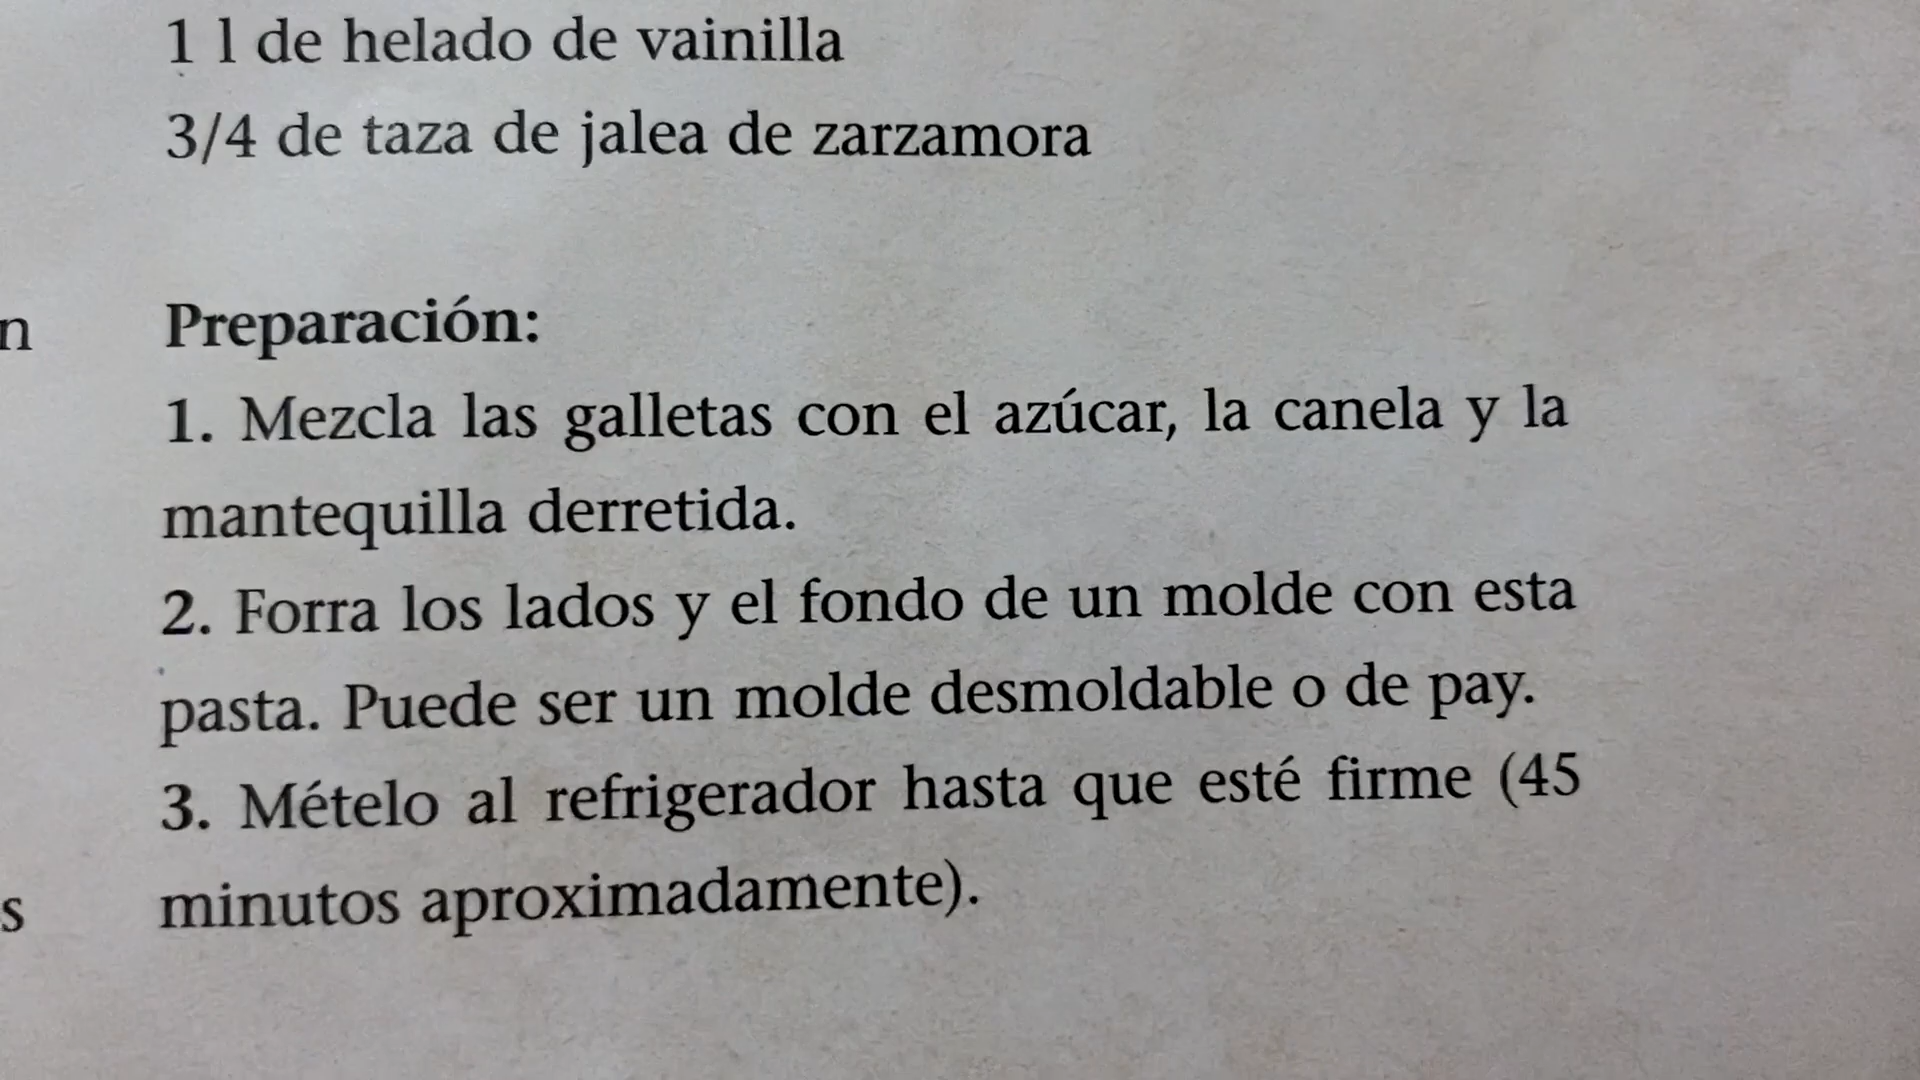 1 l de helado de vainilla
3/4 de taza de jalea de zarzamora
n
Preparación:
1. Mezcla las galletas con el azúcar, la canela y la
mantequilla derretida.
2. Forra los lados y el fondo de un molde con esta
pasta. Puede ser un molde desmoldable o de pay.
3. Mételo al refrigerador hasta que esté firme (45
s
minutos aproximadamente).